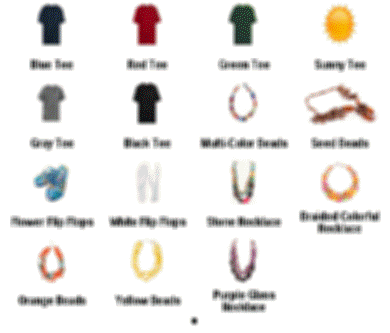 Blue Tee
Red Tee
Green Tee
Sunny Tee
Gray Tee
Black Tee
Multi-Color Beads
Seed Beads
Flower Flip Flops
White Flip Flops
Stone Necklace
Braided Colorful
Necklace
Orange Beads
Yellow Beads
Purple Glass
Necklace